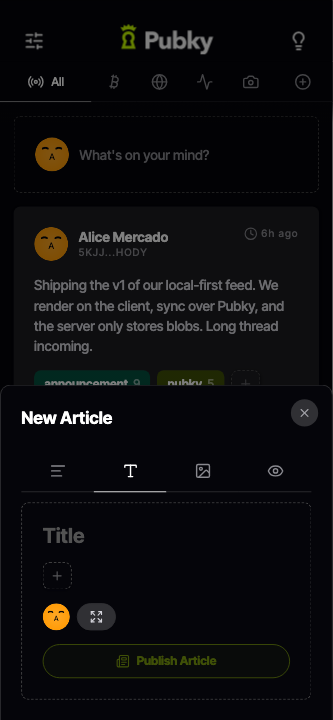 Pubky
All
What's on your mind?
Alice Mercado
6h ago
5KJJ...HODY
Shipping the v1 of our local-first feed. We
render on the client, sync over Pubky, and
the server only stores blobs. Long thread
incoming.
announcement 9 pubky 5
New Article
Title
Publish Article